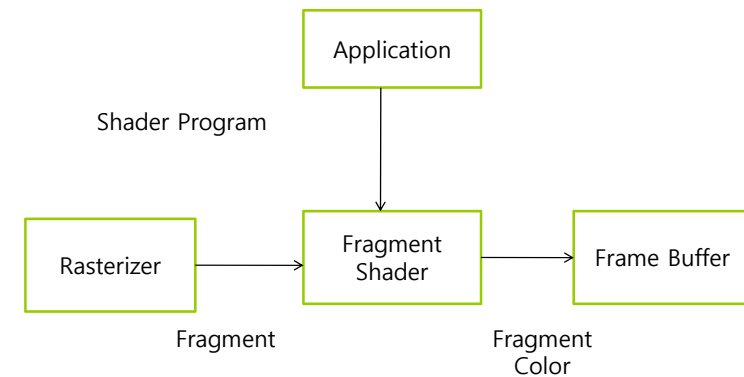 Application
Shader Program
Rasterizer
Fragment
Shader
Frame Buffer
Fragment
Fragment
Color